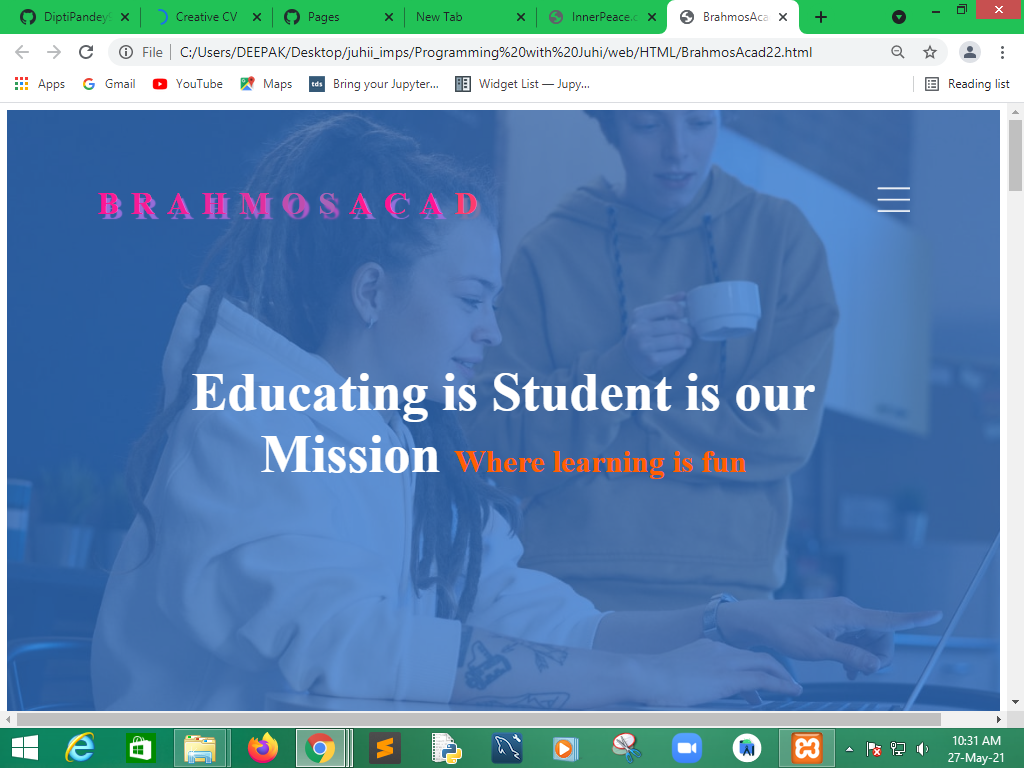 DiptiPandey
Creative CV
Pages
New Tab
InnerPeace.c
BrahmosAca
File
C:/Users/DEEPAK/Desktop/juhii_imps/Programming%20with%20Juhi/web/HTML/BrahmosAcad22.html
Apps
Gmail
YouTube
Maps
tds
Bring your Jupyter...
Widget List — Jupy...
Reading list
BRAHMOSACAD
Educating is Student is our
Mission Where learning is fun
10:31 AM
27-May-21